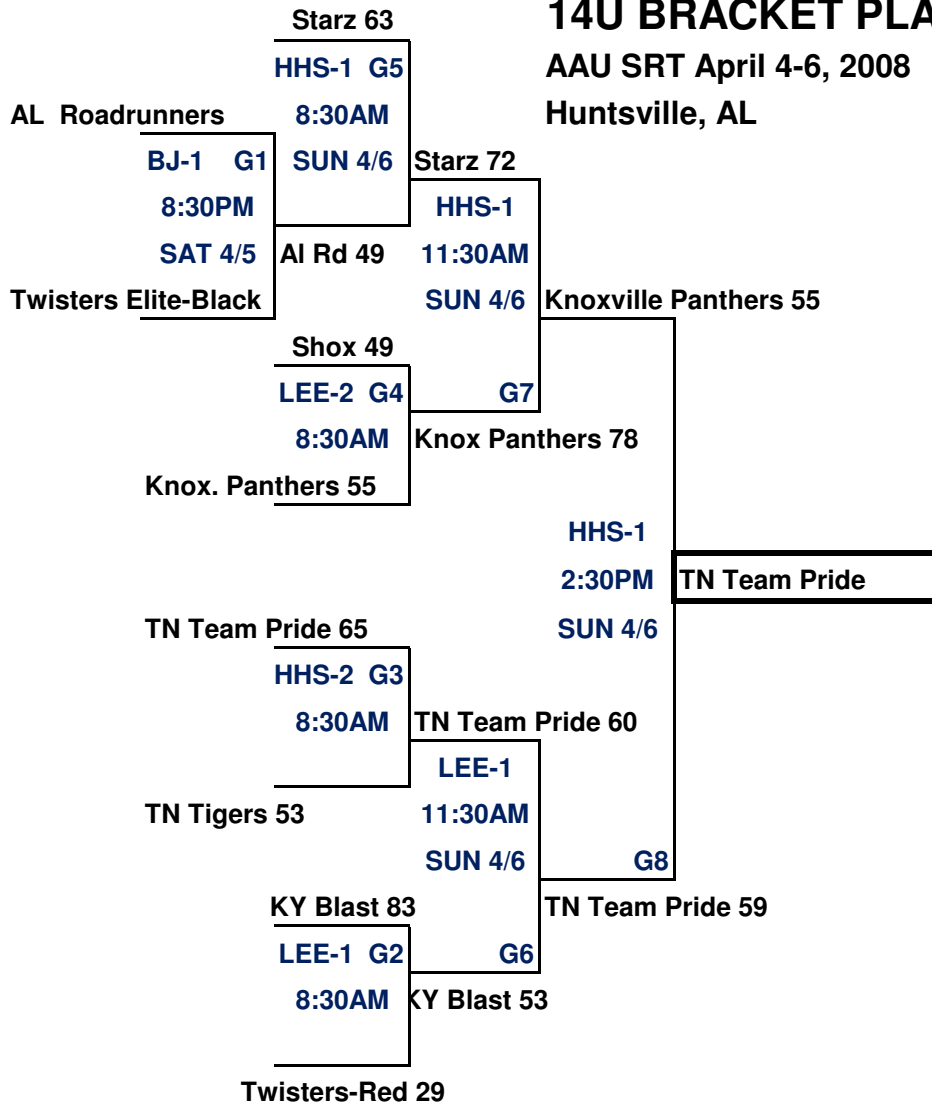 14U BRACKET PLA
Starz 63
HHS-1 G5
AAU SRT April 4-6, 2008
AL Roadrunners
8:30AM
Huntsville, AL
BJ-1 G1
SUN 4/6
Starz 72
8:30PM
HHS-1
SAT 4/5
Al Rd 49
11:30AM
Twisters Elite-Black
SUN 4/6
Knoxville Panthers 55
Shox 49
LEE-2 G4
G7
8:30AM
Knox Panthers 78
Knox. Panthers 55
HHS-1
2:30PM
TN Team Pride
TN Team Pride 65
SUN 4/6
HHS-2 G3
8:30AM
TN Team Pride 60
LEE-1
TN Tigers 53
11:30AM
SUN 4/6
G8
KY Blast 83
TN Team Pride 59
LEE-1 G2
G6
8:30AM
KY Blast 53
Twisters-Red 29